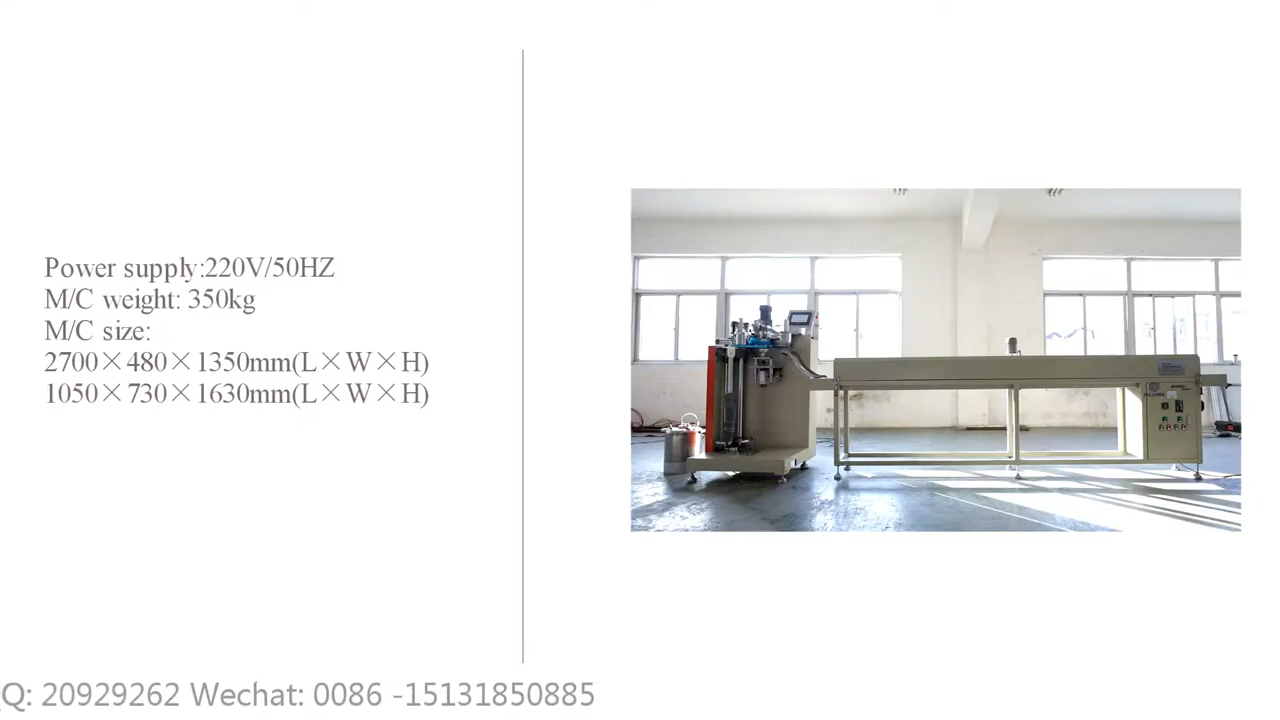 Power supply:220V/50HZ
M/C weight: 350kg
M/C size:
2700×480×1350mm(L×W×H)
1050×730×1630mm(L×W×H)
Q: 20929262 Wechat: 0086 -15131850885